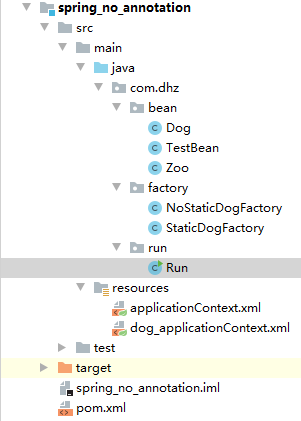 spring_no_annotation
src
main
java
com.dhz
bean
Dog
TestBean
Zoo
factory
NoStaticDogFactory
StaticDogFactory
run
Run
resources
applicationContext.xml
dog_applicationContext.xml
test
target
spring_no_annotation.iml
pom.xml